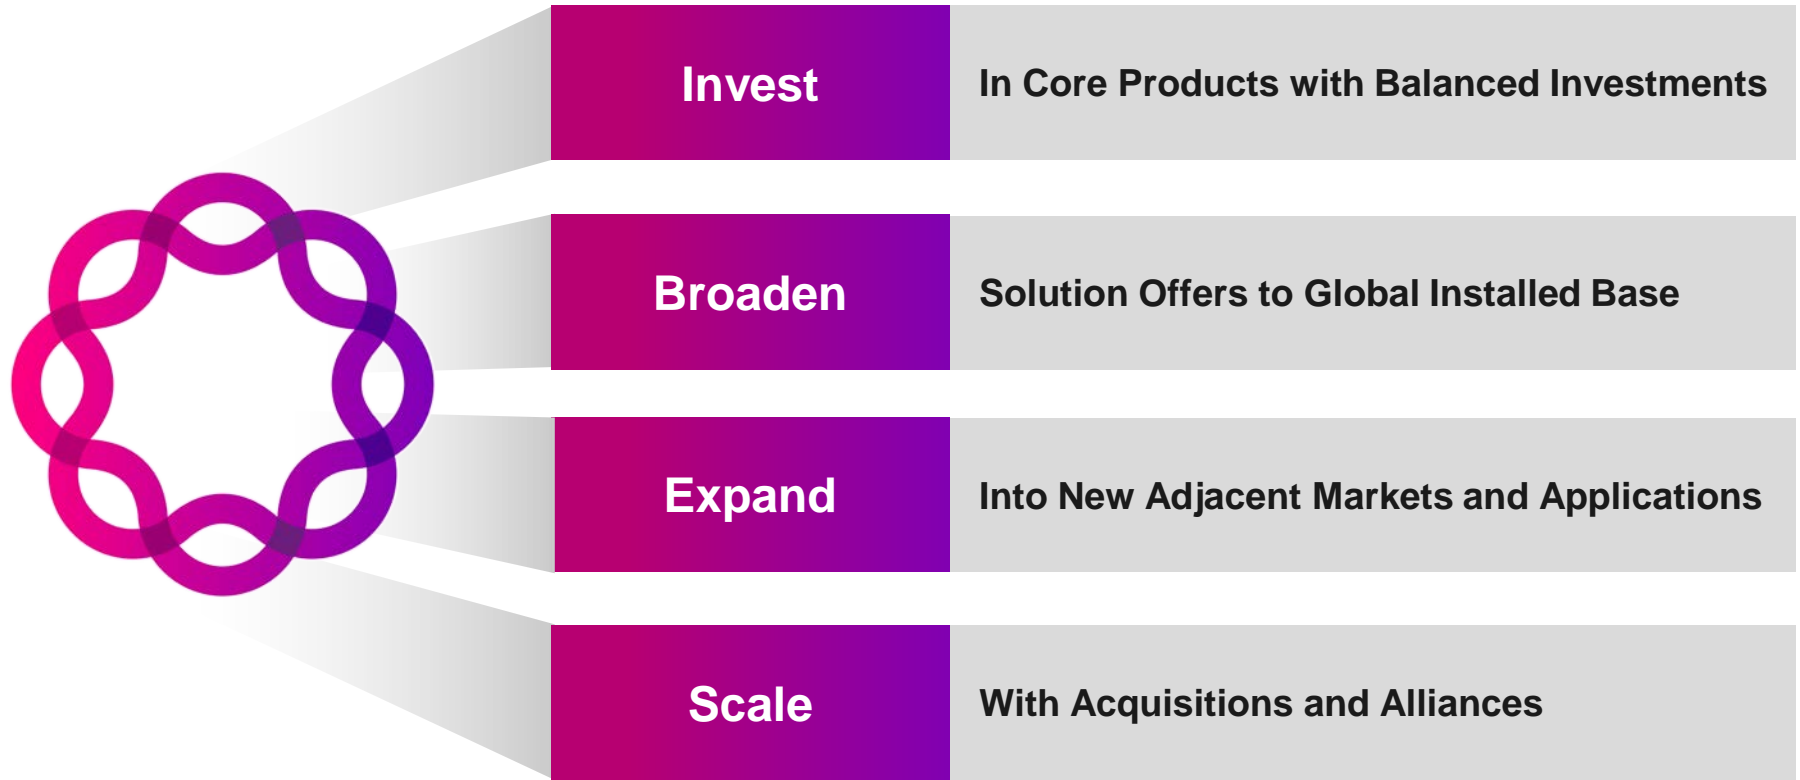 Invest
In Core Products with Balanced Investments
Broaden
Solution Offers to Global Installed Base
Expand
Into New Adjacent Markets and Applications
Scale
With Acquisitions and Alliances